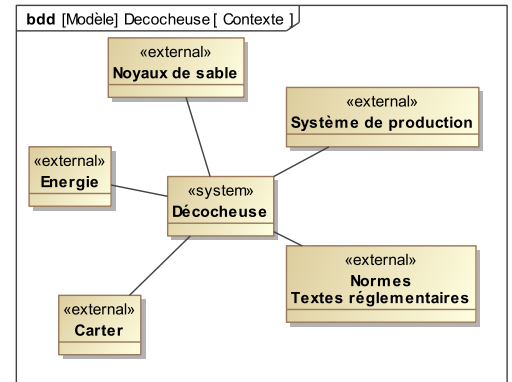 bdd [Modèle] Decocheuse [ Contexte ]
«external»
Noyaux de sable
«external»
Système de production
«external»
Energie
«system»
Décocheuse
«external»
Normes
Textes réglementaires
«external»
Carter